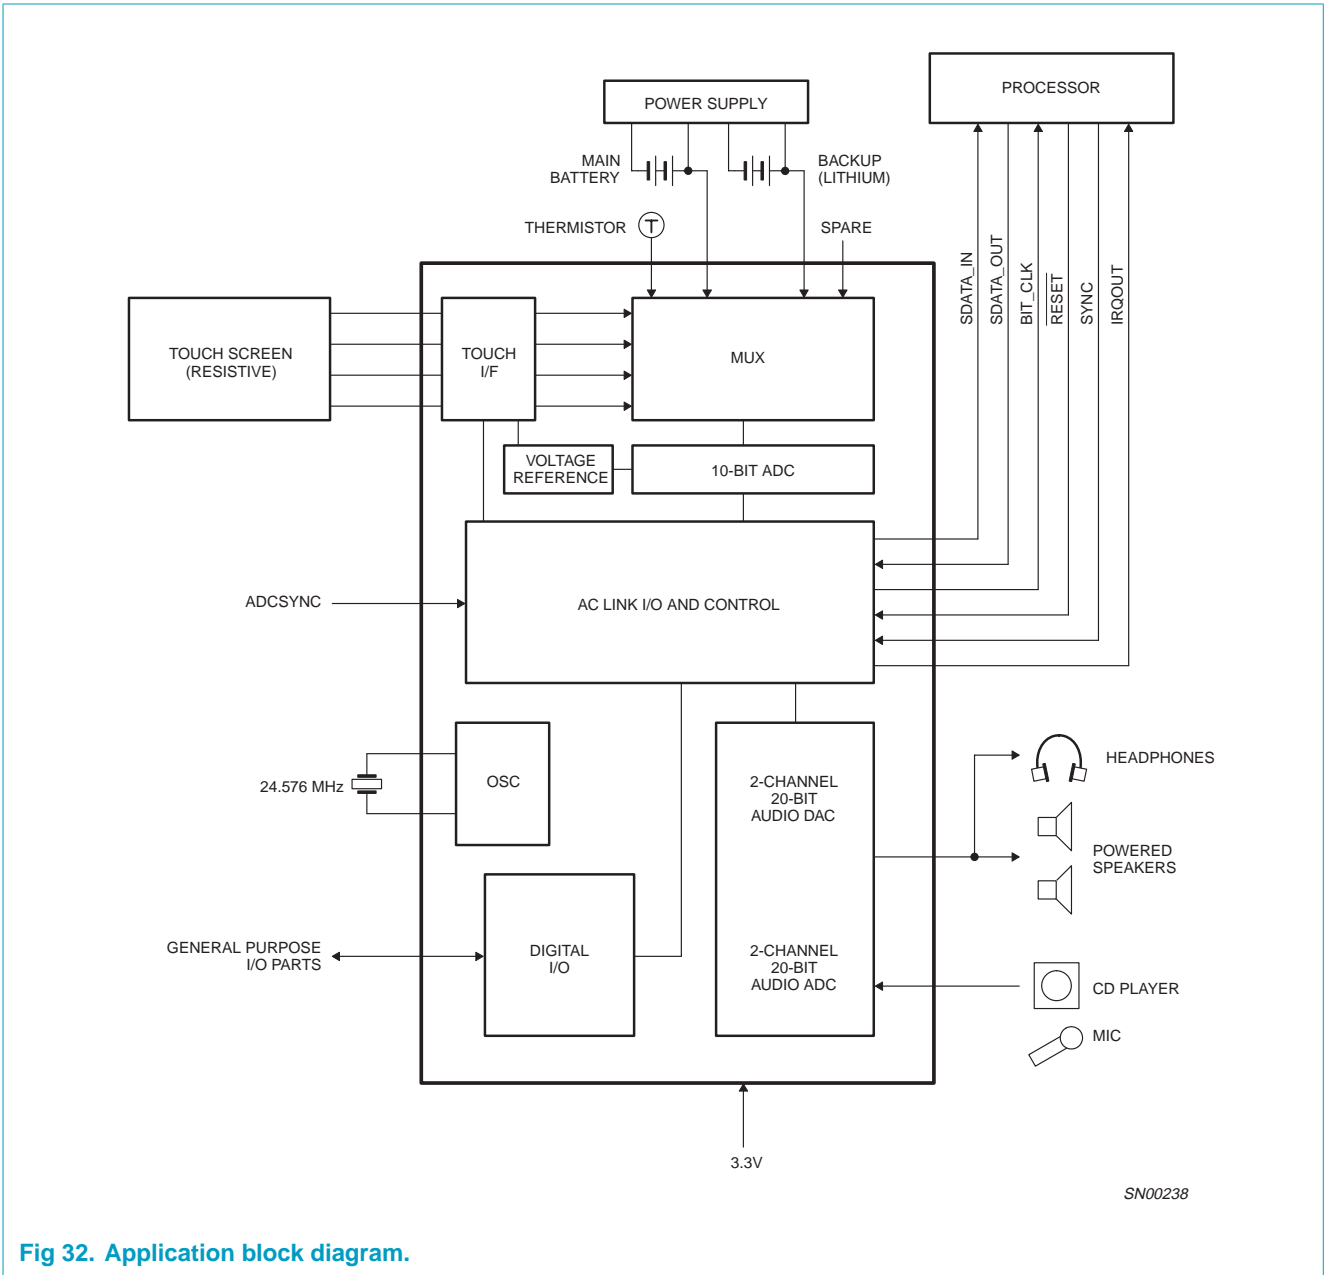 PROCESSOR
POWER SUPPLY
MAIN
BATTERY
BACKUP
(LITHIUM)
THERMISTOR
T
SPARE
SDATA_IN
SDATA_OUT
BIT_CLK
RESET
SYNC
IRQOUT
TOUCH SCREEN
(RESISTIVE)
TOUCH
I/F
MUX
VOLTAGE
REFERENCE
10-BIT ADC
ADCSYNC
AC LINK I/O AND CONTROL
24.576 MHz
OSC
2-CHANNEL
20-BIT
AUDIO DAC
HEADPHONES
POWERED
SPEAKERS
GENERAL PURPOSE
I/O PARTS
DIGITAL
I/O
2-CHANNEL
20-BIT
AUDIO ADC
CD PLAYER
MIC
3.3V
SN00238
Fig 32. Application block diagram.